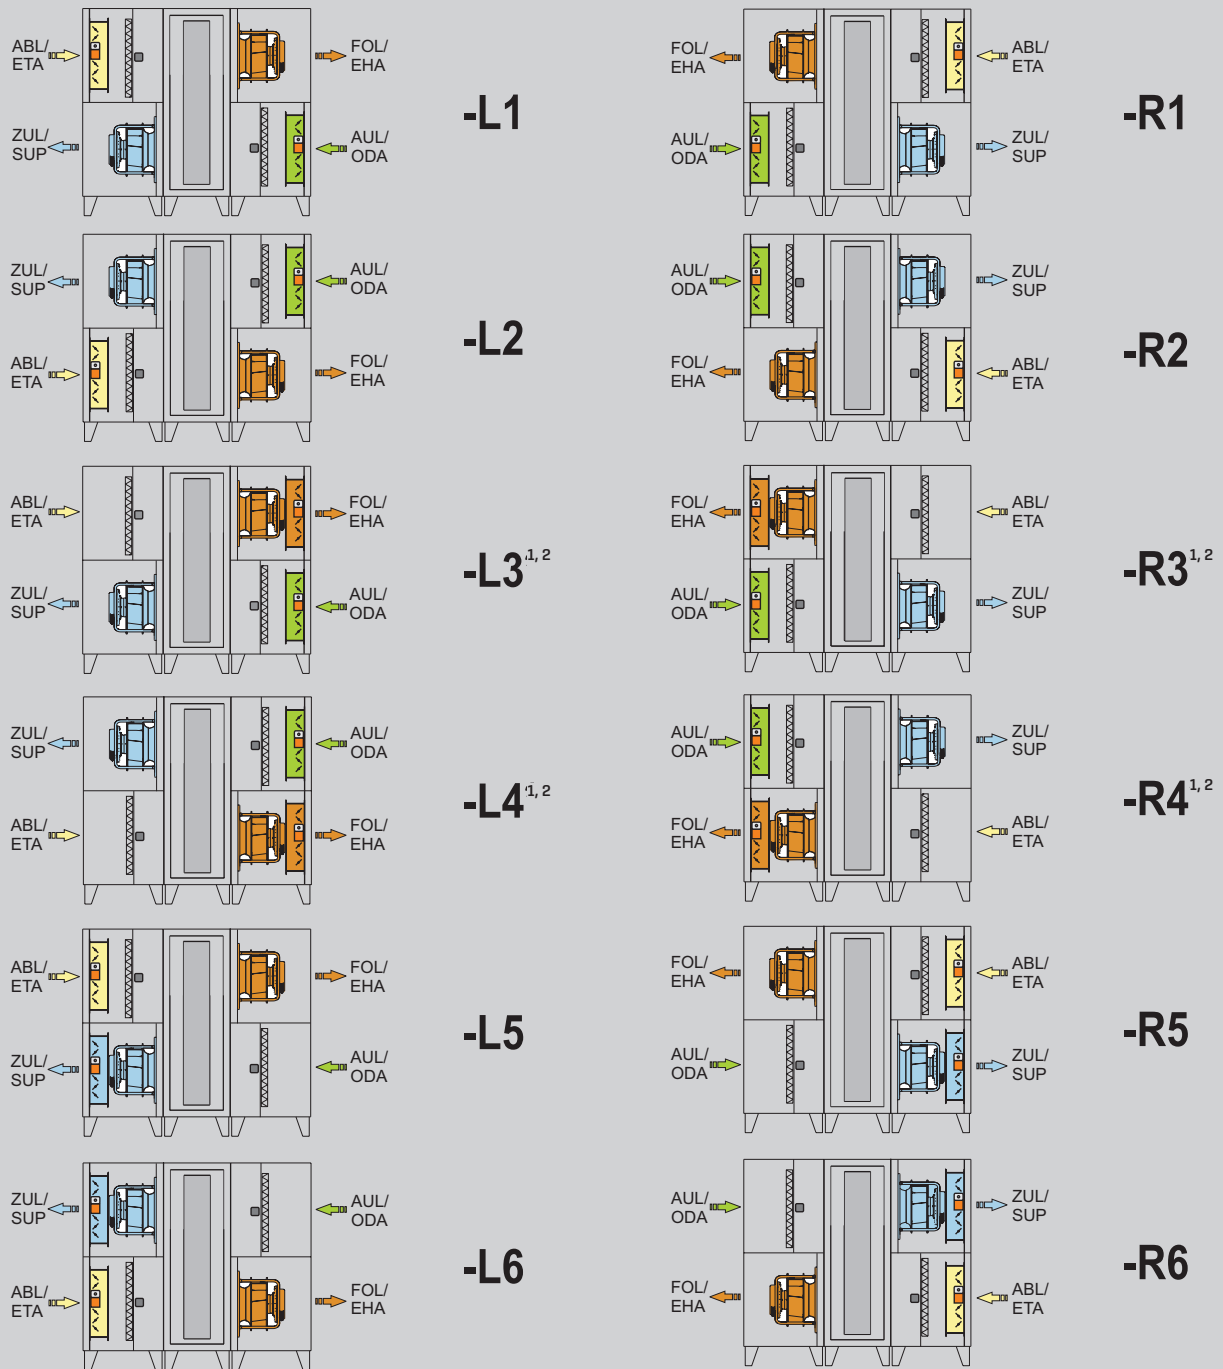 ABL/
ETA
FOL/
EHA
ZUL/
SUP
AUL/
ODA
-L1
FOL/
EHA
ABL/
ETA
AUL/
ODA
ZUL/
SUP
-R1
ZUL/
SUP
AUL/
ODA
ABL/
ETA
FOL/
EHA
-L2
AUL/
ODA
ZUL/
SUP
FOL/
EHA
ABL/
ETA
-R2
ABL/
ETA
FOL/
EHA
ZUL/
SUP
AUL/
ODA
-L3 1, 2
FOL/
EHA
ABL/
ETA
AUL/
ODA
ZUL/
SUP
-R3 1, 2
ZUL/
SUP
AUL/
ODA
ABL/
ETA
FOL/
EHA
-L4 1, 2
AUL/
ODA
ZUL/
SUP
FOL/
EHA
ABL/
ETA
-R4 1, 2
ABL/
ETA
FOL/
EHA
ZUL/
SUP
AUL/
ODA
-L5
FOL/
EHA
ABL/
ETA
AUL/
ODA
ZUL/
SUP
-R5
ZUL/
SUP
AUL/
ODA
ABL/
ETA
FOL/
EHA
-L6
AUL/
ODA
ZUL/
SUP
FOL/
EHA
ABL/
ETA
-R6